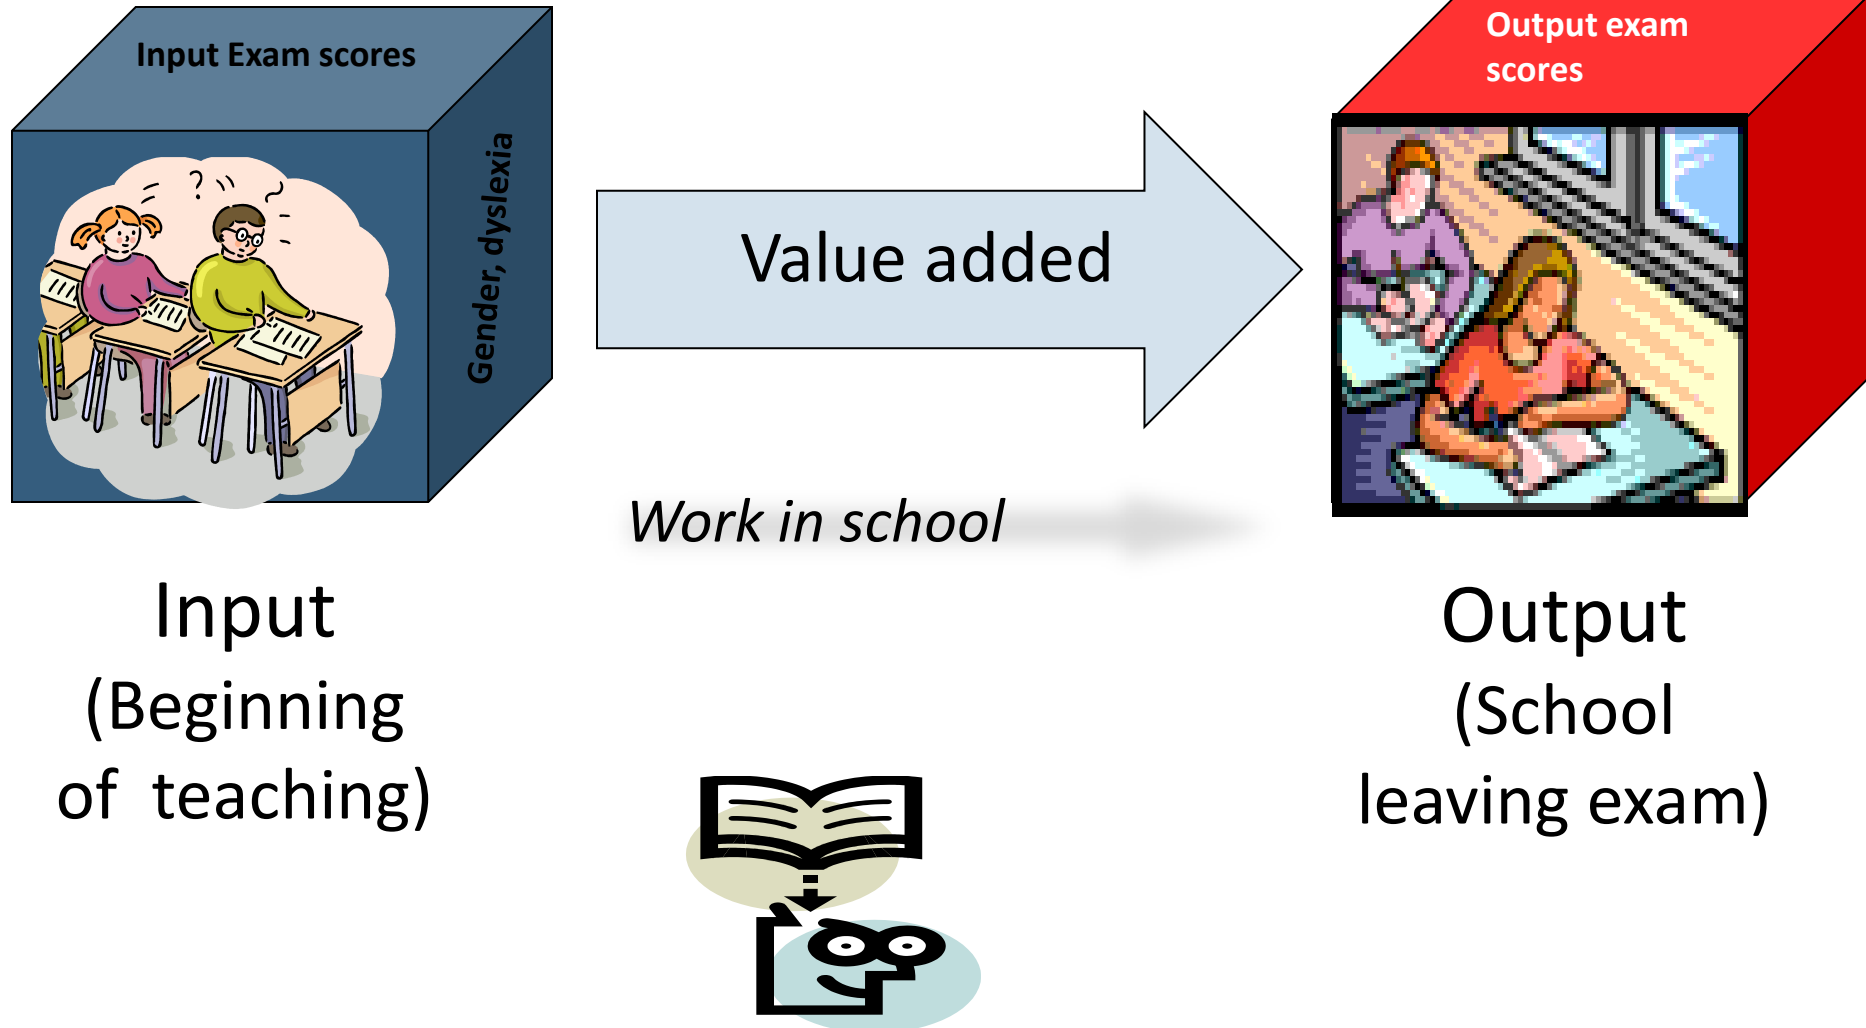 Input Exam scores
Gender, dyslexia
Value added
Work in school
Output exam
scores
Input
(Beginning
of teaching)
Output
(School
leaving exam)